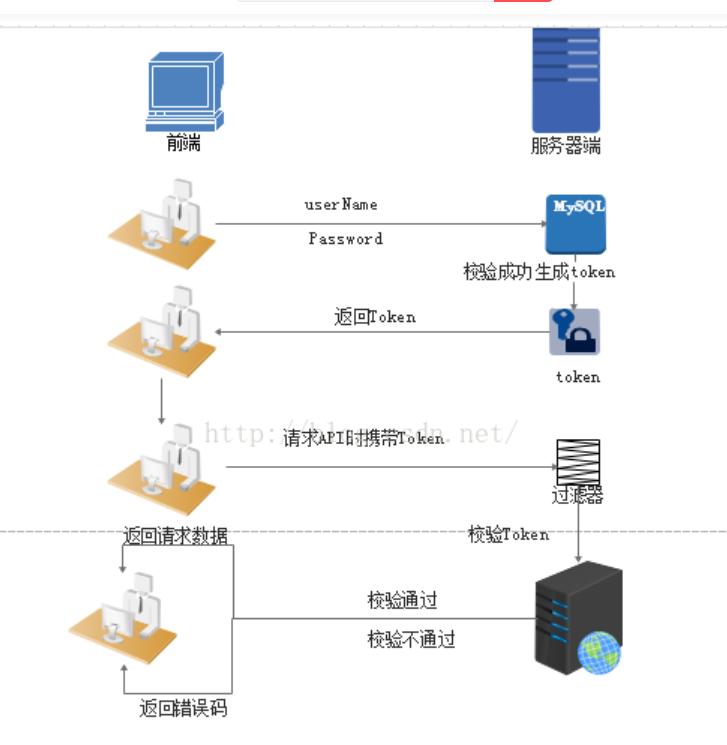 前端
服务器端
userName
MySQL
Password
校验成功生成token
返回Token
token
http://blog.csdn.net/
请求API时携带Token
过滤器
返回请求数据
校验Token
校验通过
校验不通过
返回错误码